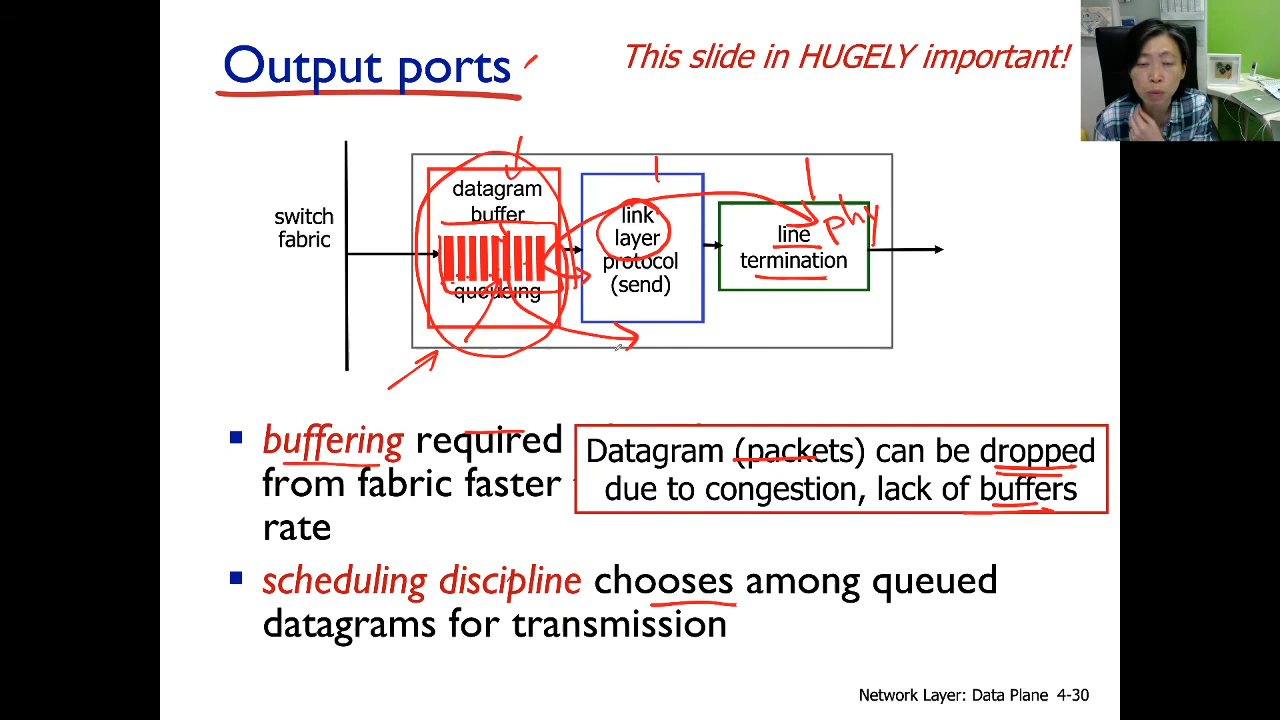 Output ports
This slide in HUGELY important!
datagram
buffer
queueing
switch
fabric
link
layer
protocol
(send)
phy
line
termination
buffering required
from fabric faster
rate
Datagram (packets) can be dropped
due to congestion, lack of buffers
scheduling discipline chooses among queued
datagrams for transmission
Network Layer: Data Plane 4-30